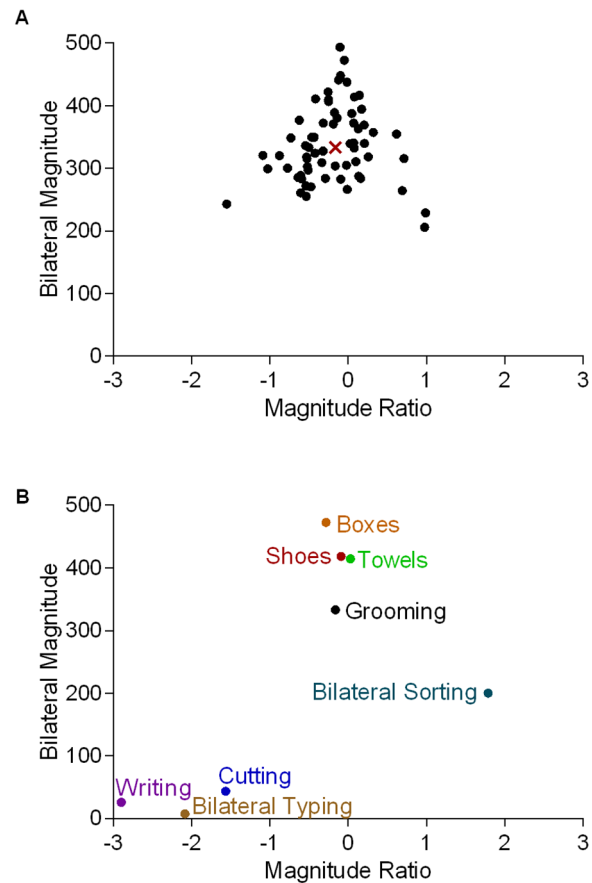 A
500
400
300
200
100
0
Bilateral Magnitude
-3 -2 -1 0 1 2 3
Magnitude Ratio
B
500
400
300
200
100
0
Bilateral Magnitude
Boxes
Shoes
Towels
Grooming
Bilateral Sorting
Cutting
Writing
Bilateral Typing
-3 -2 -1 0 1 2 3
Magnitude Ratio